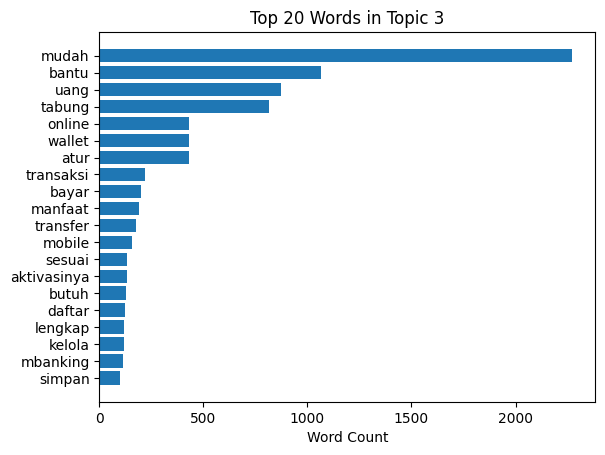 Top 20 Words in Topic 3
mudah
bantu
uang
tabung
online
wallet
atur
transaksi
bayar
manfaat
transfer
mobile
sesuai
aktivasinya
butuh
daftar
lengkap
kelola
mbanking
simpan
0 500 1000 1500 2000
Word Count